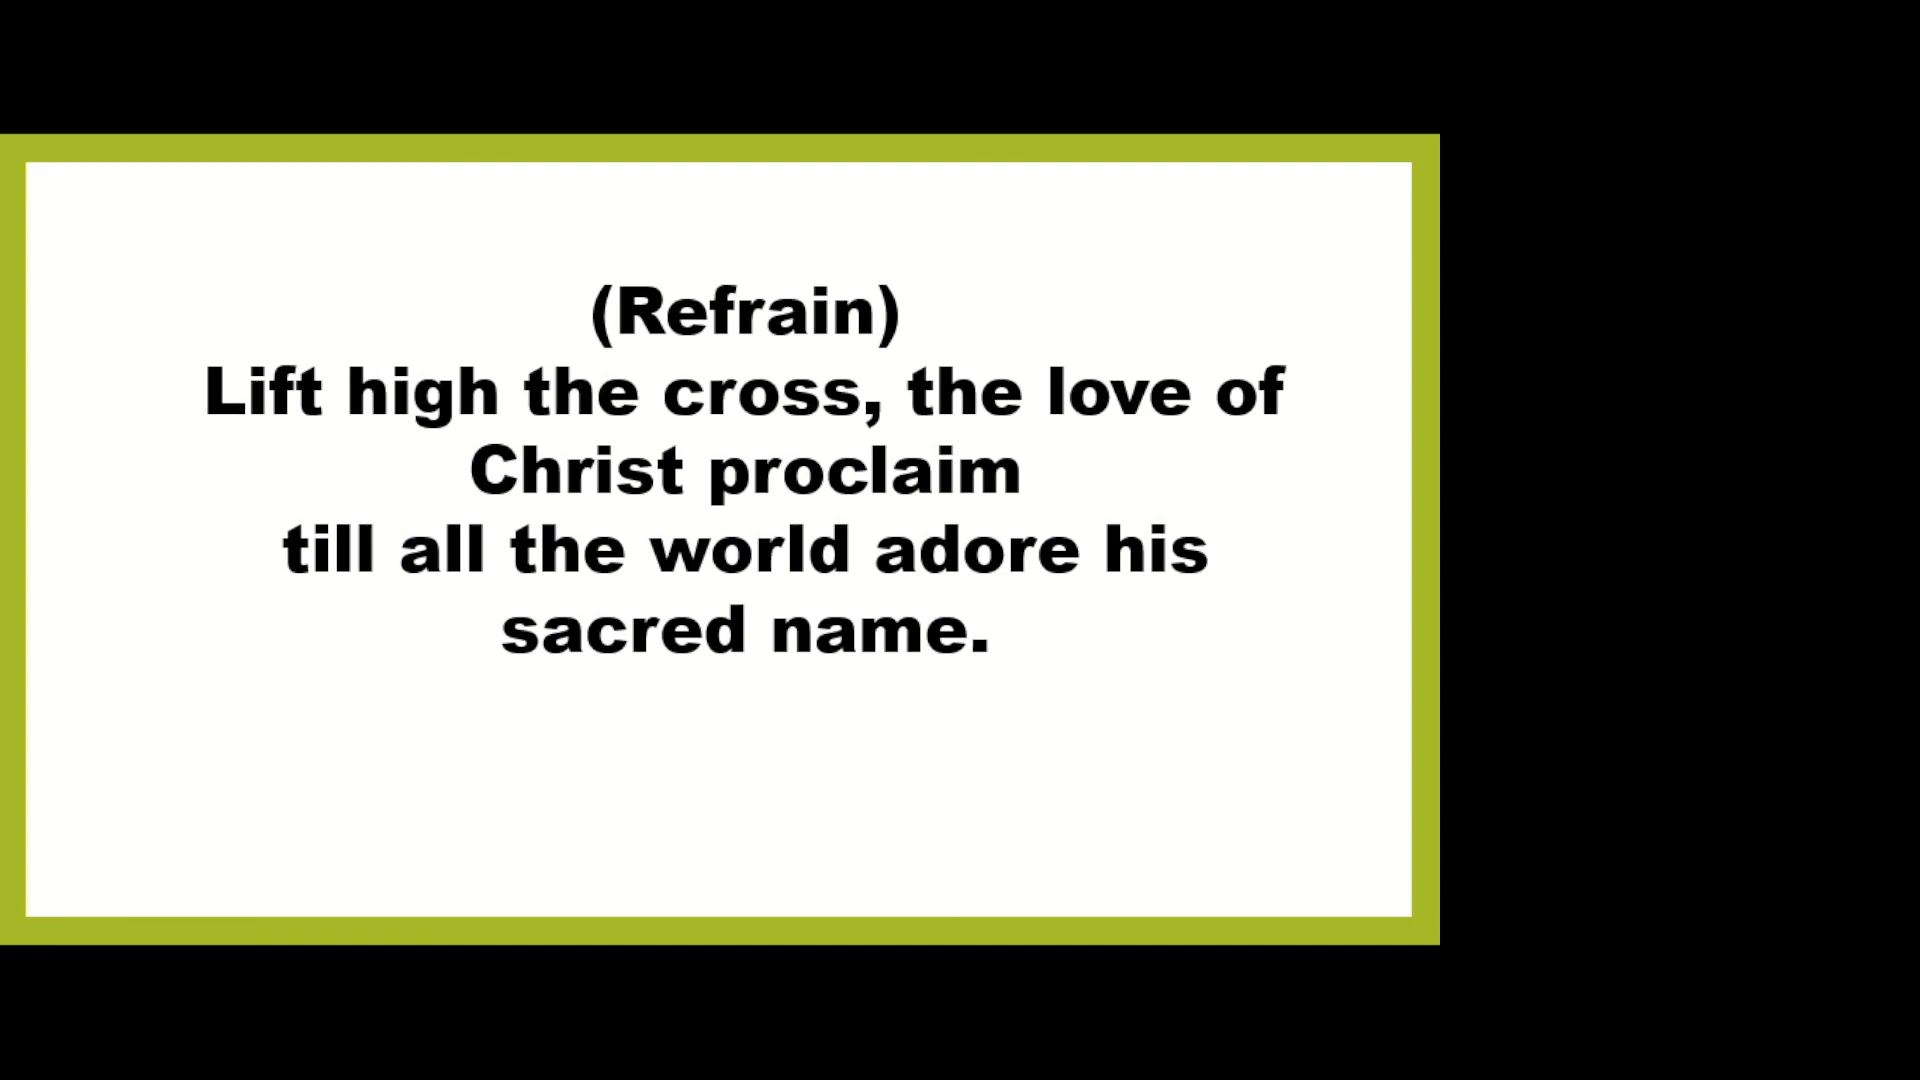 (Refrain)
Lift high the cross, the love of
Christ proclaim
till all the world adore his
sacred name.